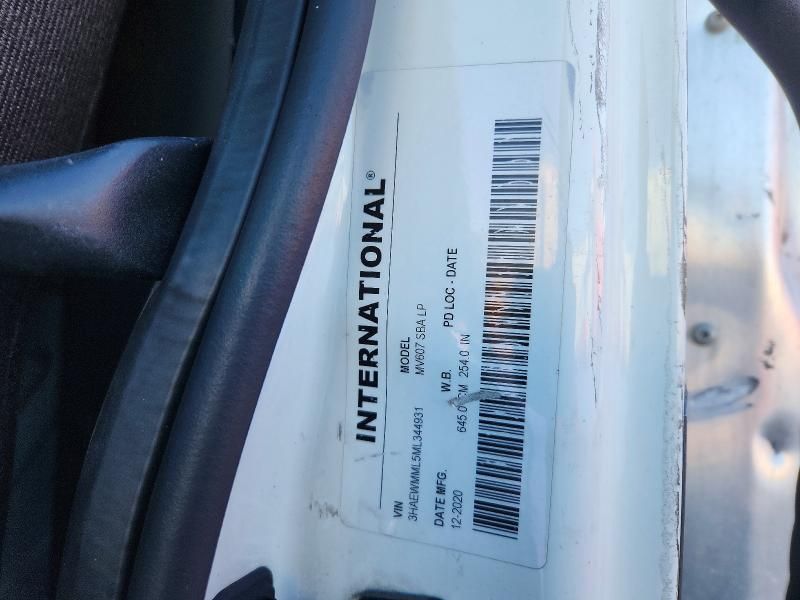 INTERNATIONAL®
VIN MODEL
3HAEWMML5ML344931 MV607 SBA LP
DATE MFG. W.B. PD LOC - DATE
12-2020 645.0 CM 254.0 IN